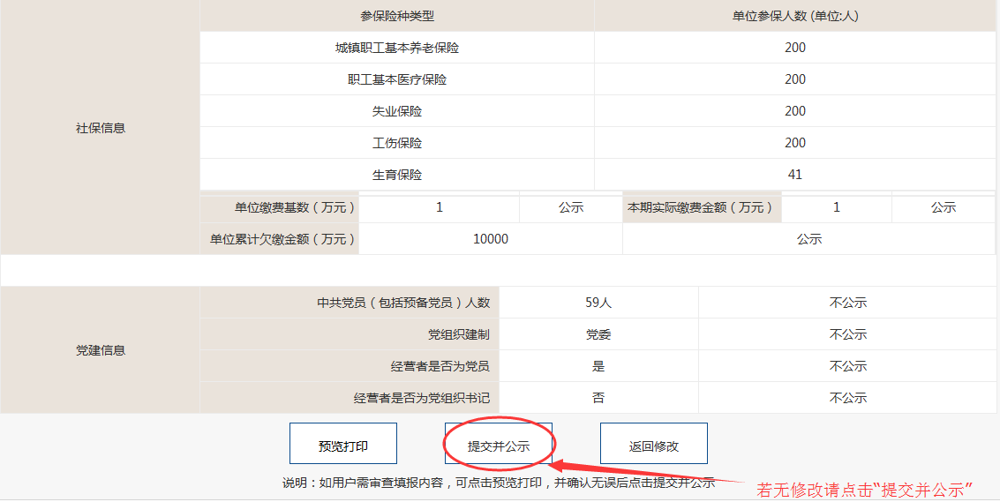 参保险种类型 单位参保人数 (单位:人)
城镇职工基本养老保险 200
职工基本医疗保险 200
失业保险 200
社保信息
工伤保险 200
生育保险 41
单位缴费基数（万元） 1 公示 本期实际缴费金额（万元） 1 公示
单位累计欠缴金额（万元） 10000 公示
中共党员（包括预备党员）人数 59人 不公示
党组织建制 党委 不公示
党建信息
经营者是否为党员 是 不公示
经营者是否为党组织书记 否 不公示
预览打印 提交并公示 返回修改
说明：如用户需审查填报内容，可点击预览打印，并确认无误后点击提交并公示
若无修改请点击“提交并公示”